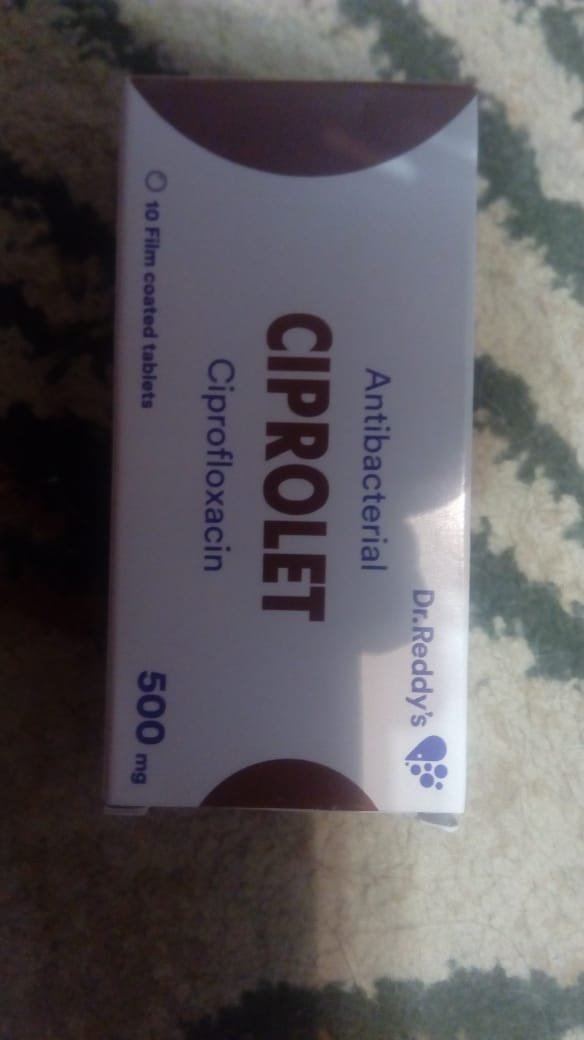 Dr.Reddy's
Antibacterial
CIPROLET
Ciprofloxacin
10 Film coated tablets
500 mg